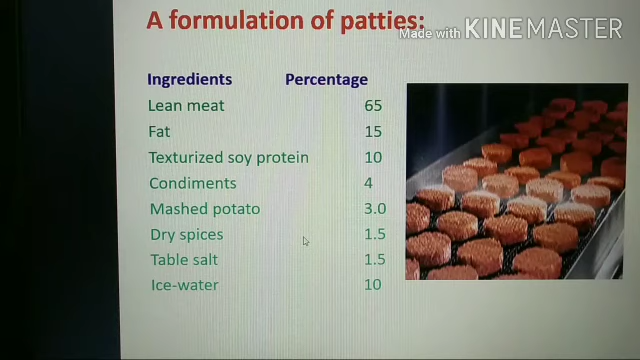 A formulation of patties:
Made with KINEMASTER
Ingredients Percentage
Lean meat 65
Fat 15
Texturized soy protein 10
Condiments 4
Mashed potato 3.0
Dry spices 1.5
Table salt 1.5
Ice-water 10